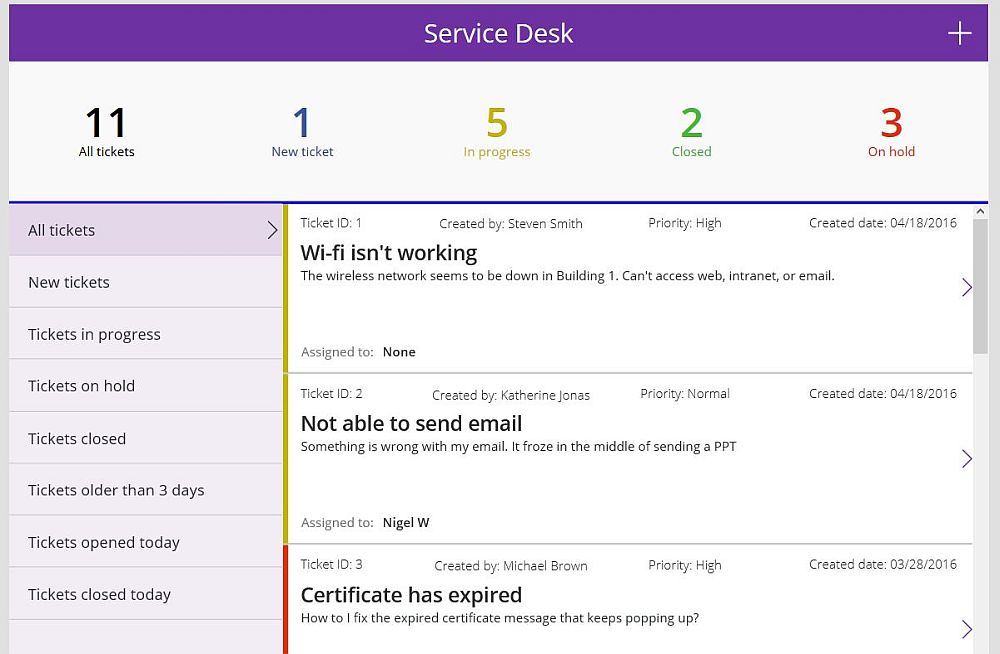 Service Desk
11
All tickets
1
New ticket
5
In progress
2
Closed
3
On hold
All tickets
New tickets
Tickets in progress
Tickets on hold
Tickets closed
Tickets older than 3 days
Tickets opened today
Tickets closed today
Ticket ID: 1 Created by: Steven Smith Priority: High Created date: 04/18/2016
Wi-fi isn't working
The wireless network seems to be down in Building 1. Can't access web, intranet, or email.
Assigned to: None
Ticket ID: 2 Created by: Katherine Jonas Priority: Normal Created date: 04/18/2016
Not able to send email
Something is wrong with my email. It froze in the middle of sending a PPT
Assigned to: Nigel W
Ticket ID: 3 Created by: Michael Brown Priority: High Created date: 03/28/2016
Certificate has expired
How to I fix the expired certificate message that keeps popping up?